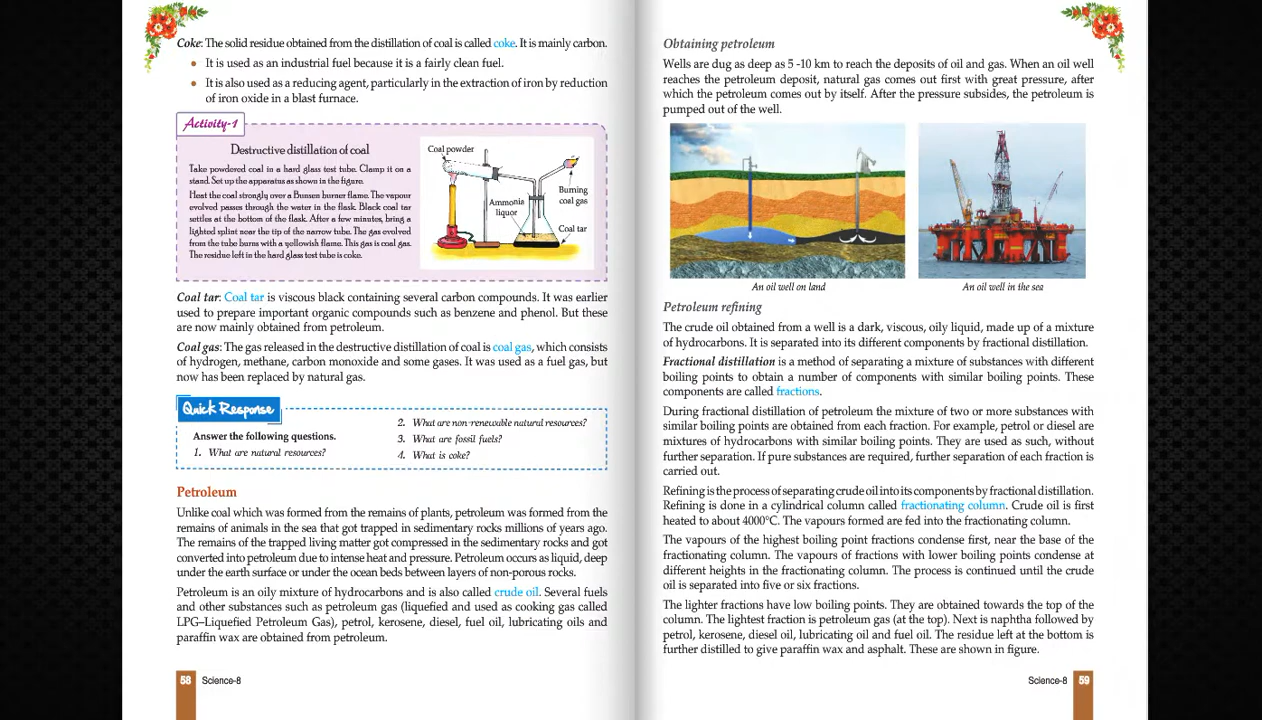 Coke: The solid residue obtained from the distillation of coal is called coke. It is mainly carbon.
• It is used as an industrial fuel because it is a fairly clean fuel.
• It is also used as a reducing agent, particularly in the extraction of iron by reduction
of iron oxide in a blast furnace.
Activity-1
Destructive distillation of coal
Take powdered coal in a hard glass test tube. Clamp it on a
stand. Set up the apparatus as shown in the figure.
Heat the coal strongly over a Bunsen burner flame. The vapour
evolved passes through the water in the flask. Black coal tar
settles at the bottom of the flask. After a few minutes, bring a
lighted splint near the tip of the narrow tube. The gas evolved
from the tube burns with a yellowish flame. This gas is coal gas.
The residue left in the hard glass test tube is coke.
Coal powder
Burning
coal gas
Ammonia
liquor
Coal tar
Coal tar: Coal tar is viscous black containing several carbon compounds. It was earlier
used to prepare important organic compounds such as benzene and phenol. But these
are now mainly obtained from petroleum.
Coal gas: The gas released in the destructive distillation of coal is coal gas, which consists
of hydrogen, methane, carbon monoxide and some gases. It was used as a fuel gas, but
now has been replaced by natural gas.
Quick Response
Answer the following questions.
1. What are natural resources?
2. What are non-renewable natural resources?
3. What are fossil fuels?
4. What is coke?
Petroleum
Unlike coal which was formed from the remains of plants, petroleum was formed from the
remains of animals in the sea that got trapped in sedimentary rocks millions of years ago.
The remains of the trapped living matter got compressed in the sedimentary rocks and got
converted into petroleum due to intense heat and pressure. Petroleum occurs as liquid, deep
under the earth surface or under the ocean beds between layers of non-porous rocks.
Petroleum is an oily mixture of hydrocarbons and is also called crude oil. Several fuels
and other substances such as petroleum gas (liquefied and used as cooking gas called
LPG–Liquefied Petroleum Gas), petrol, kerosene, diesel, fuel oil, lubricating oils and
paraffin wax are obtained from petroleum.
58 Science-8
Obtaining petroleum
Wells are dug as deep as 5 -10 km to reach the deposits of oil and gas. When an oil well
reaches the petroleum deposit, natural gas comes out first with great pressure, after
which the petroleum comes out by itself. After the pressure subsides, the petroleum is
pumped out of the well.
An oil well on land
An oil well in the sea
Petroleum refining
The crude oil obtained from a well is a dark, viscous, oily liquid, made up of a mixture
of hydrocarbons. It is separated into its different components by fractional distillation.
Fractional distillation is a method of separating a mixture of substances with different
boiling points to obtain a number of components with similar boiling points. These
components are called fractions.
During fractional distillation of petroleum the mixture of two or more substances with
similar boiling points are obtained from each fraction. For example, petrol or diesel are
mixtures of hydrocarbons with similar boiling points. They are used as such, without
further separation. If pure substances are required, further separation of each fraction is
carried out.
Refining is the process of separating crude oil into its components by fractional distillation.
Refining is done in a cylindrical column called fractionating column. Crude oil is first
heated to about 4000°C. The vapours formed are fed into the fractionating column.
The vapours of the highest boiling point fractions condense first, near the base of the
fractionating column. The vapours of fractions with lower boiling points condense at
different heights in the fractionating column. The process is continued until the crude
oil is separated into five or six fractions.
The lighter fractions have low boiling points. They are obtained towards the top of the
column. The lightest fraction is petroleum gas (at the top). Next is naphtha followed by
petrol, kerosene, diesel oil, lubricating oil and fuel oil. The residue left at the bottom is
further distilled to give paraffin wax and asphalt. These are shown in figure.
Science-8 59